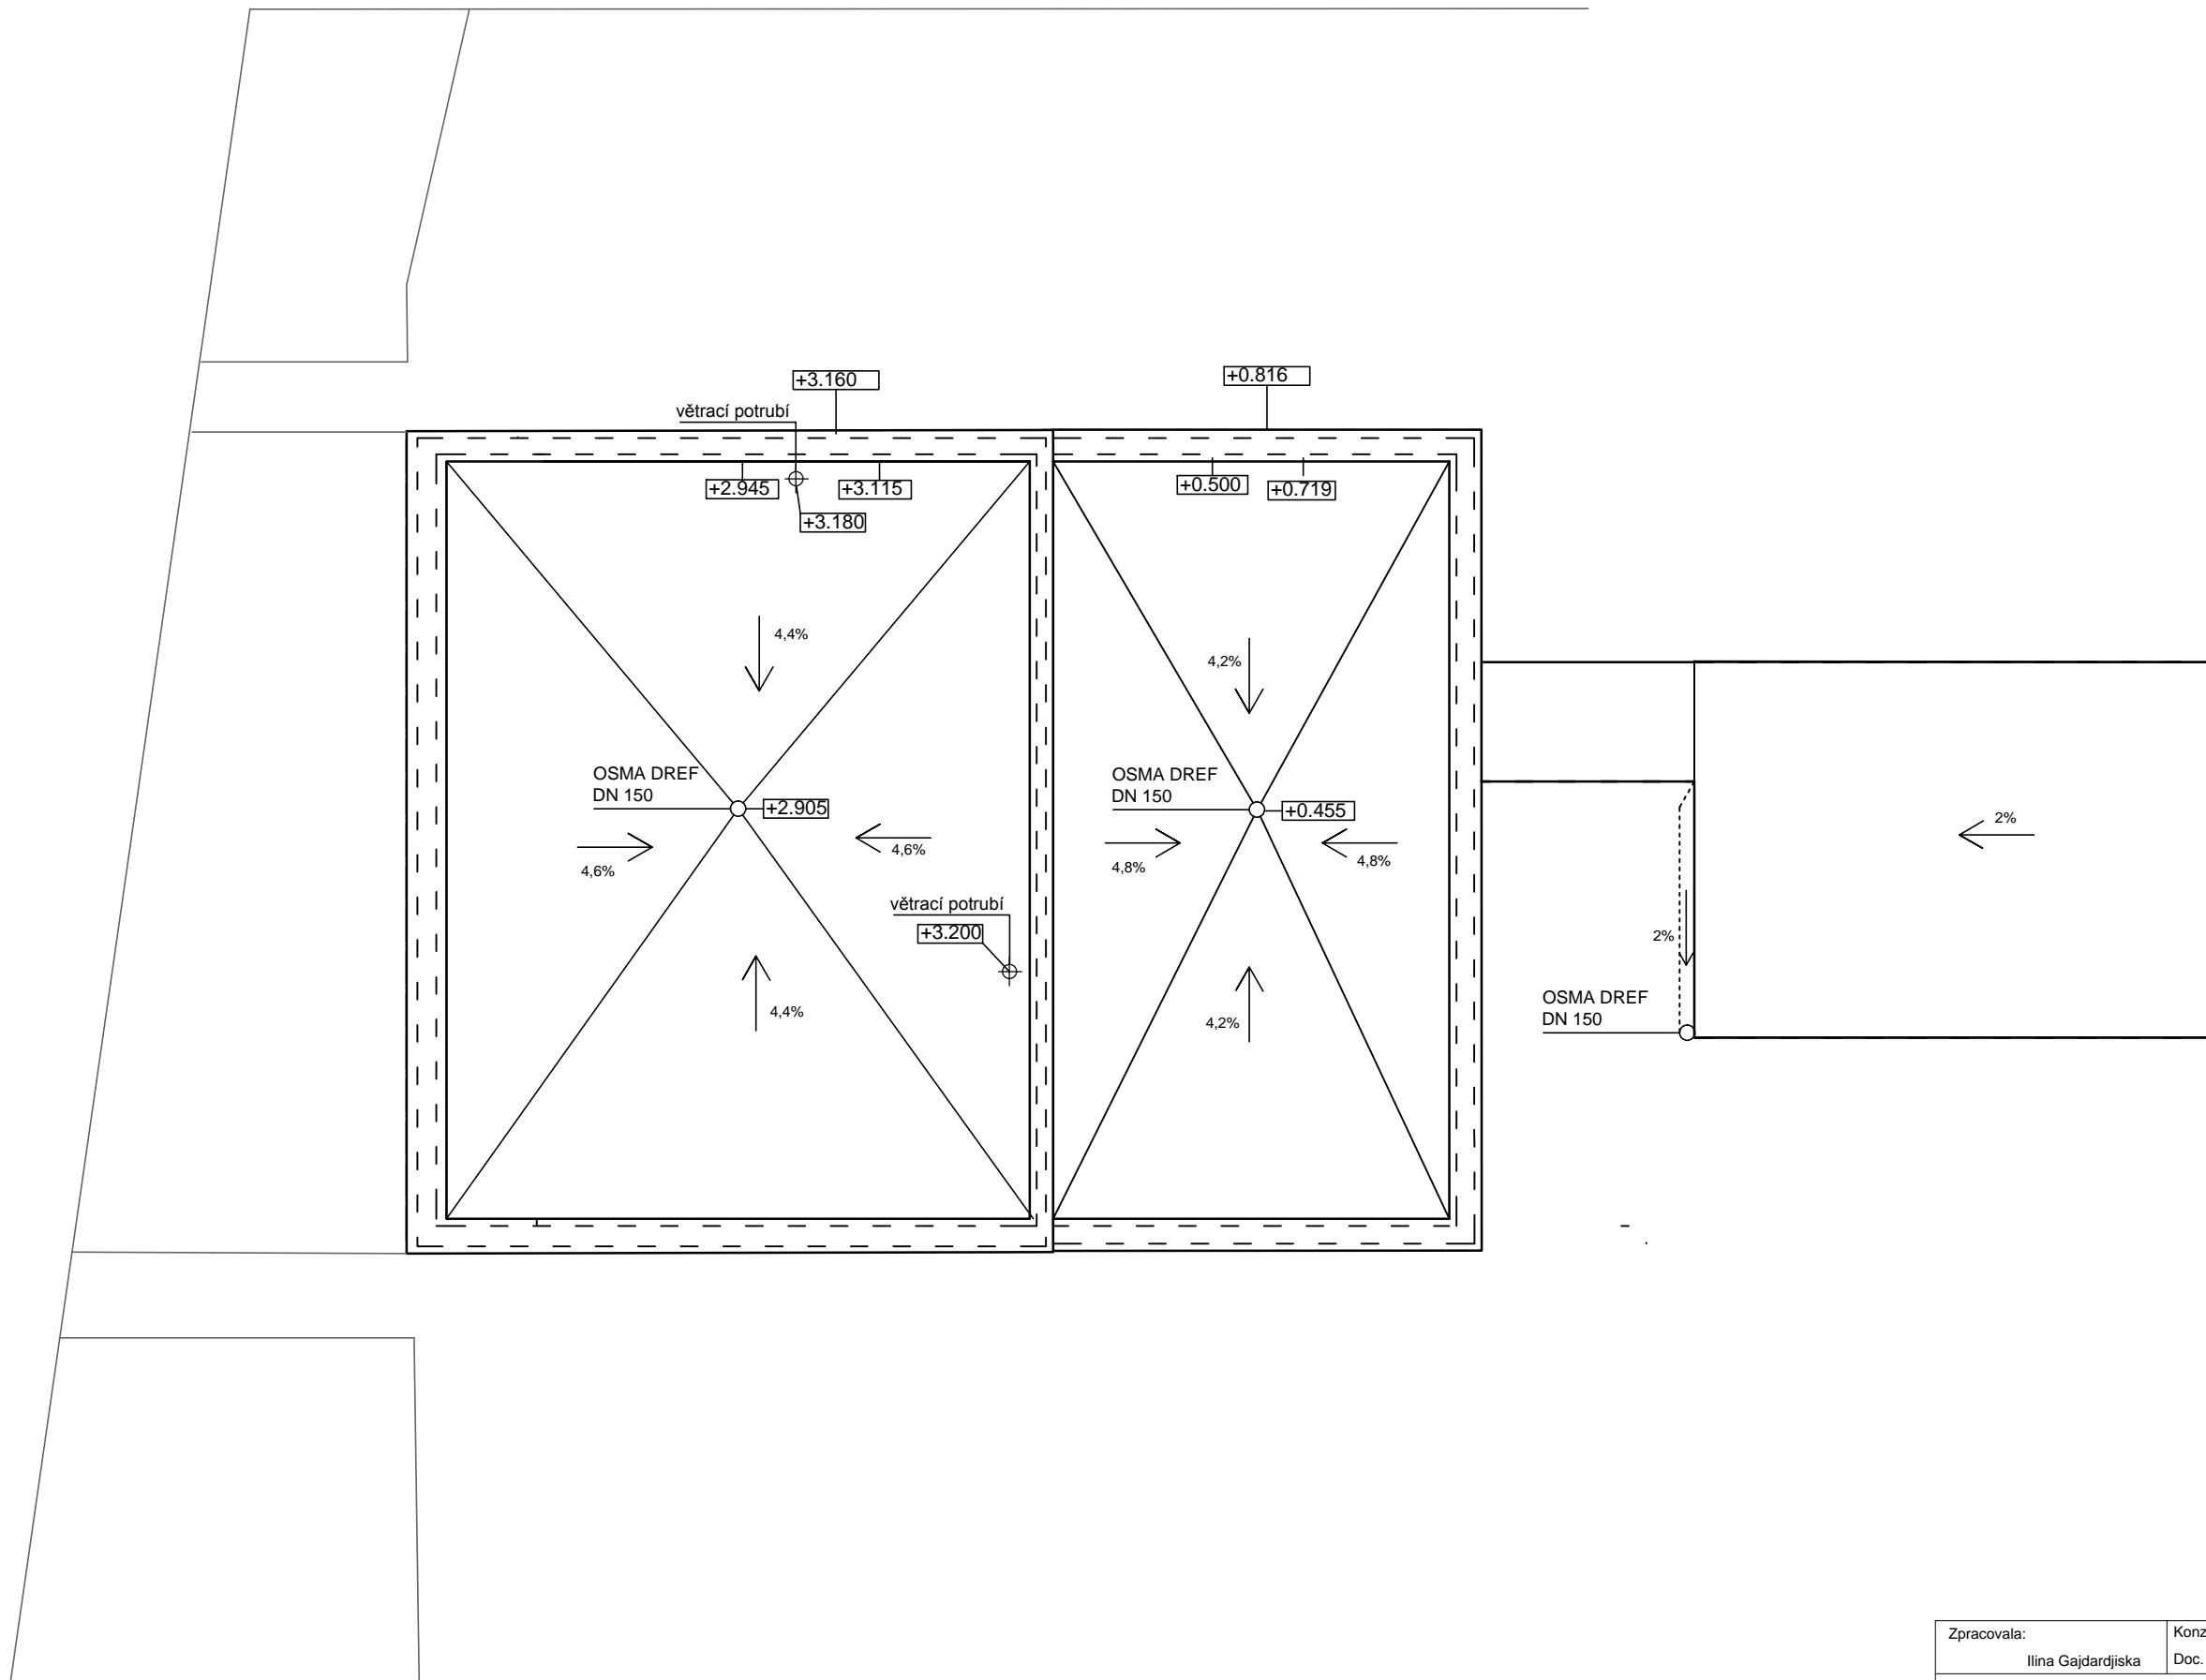 +3.160
+0.816
větrací potrubí
+2.945
+3.115
+0.500
+0.719
+3.180
4,4%
4,2%
OSMA DREF
DN 150
+2.905
OSMA DREF
DN 150
+0.455
2%
4,6%
4,6%
4,8%
4,8%
větrací potrubí
+3.200
2%
4,4%
4,2%
OSMA DREF
DN 150
Zpracovala:
Konz
Ilina Gajdardjiska
Doc.